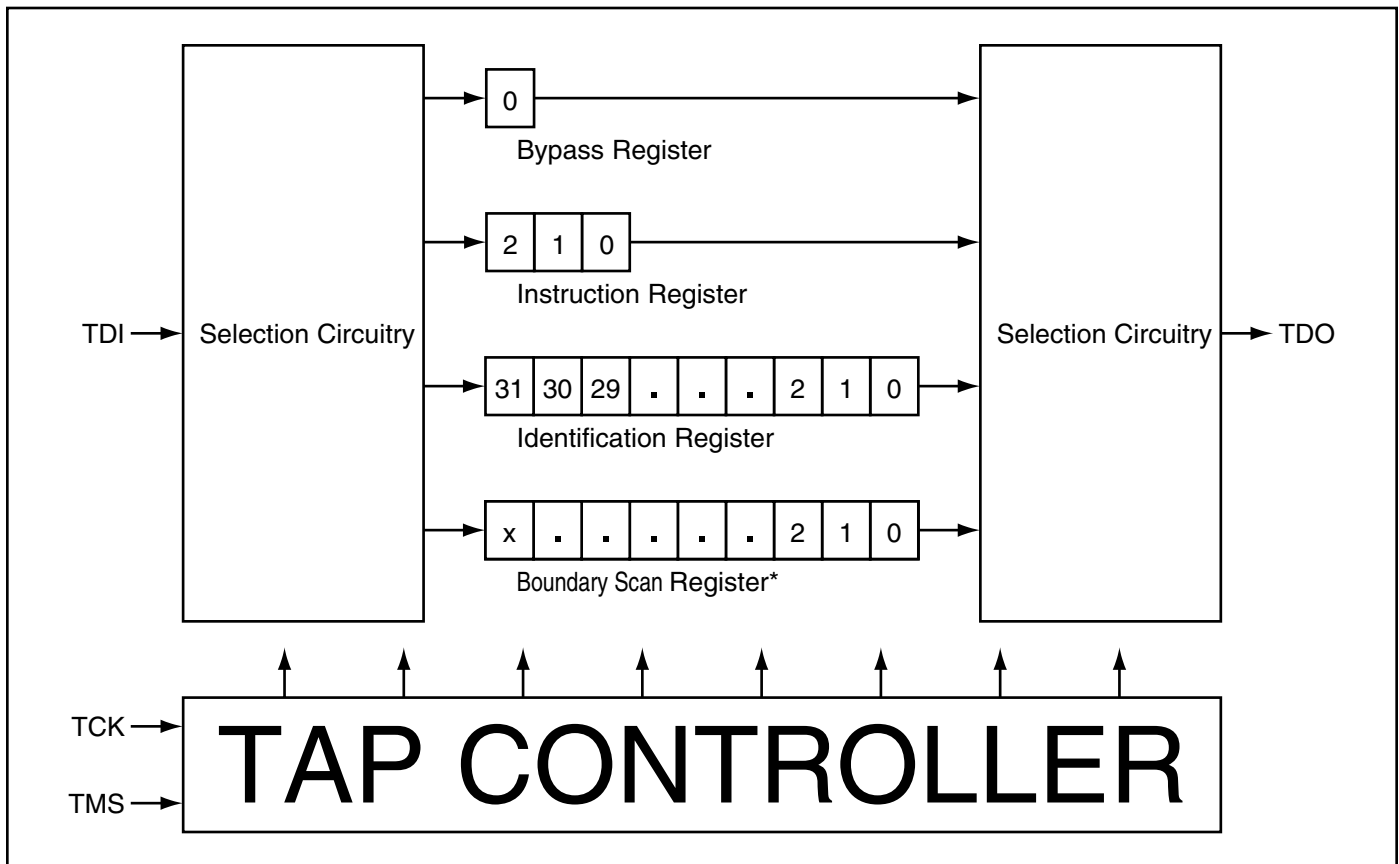 0
Bypass Register
2 1 0
Instruction Register
TDI
Selection Circuitry
Selection Circuitry
TDO
31 30 29 . . . 2 1 0
Identification Register
x . . . . . 2 1 0
Boundary Scan Register*
TCK
TMS
TAP CONTROLLER